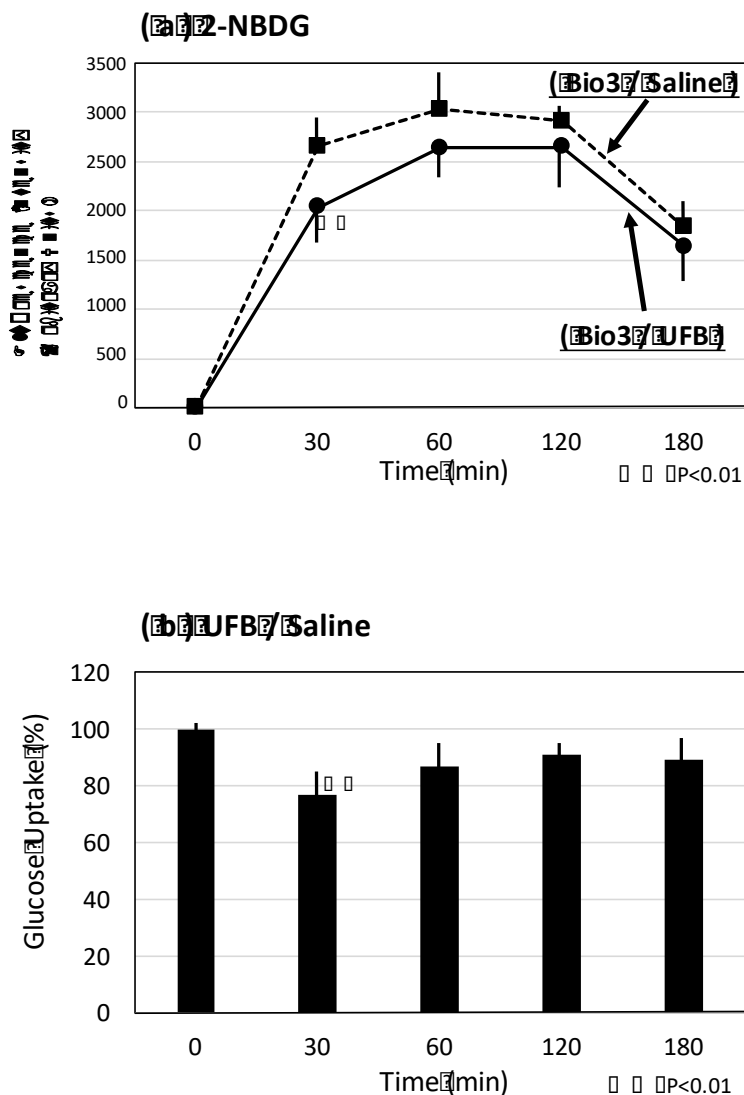 (a) 2-NBDG
3500
3000
2500
2000
1500
1000
500
0
(Bio3 / Saline)
(Bio3 / UFB)
0 30 60 120 180
Time (min)
P<0.01
(b) UFB / Saline
120
100
80
60
40
20
0
Glucose Uptake (%)
0 30 60 120 180
Time (min)
P<0.01